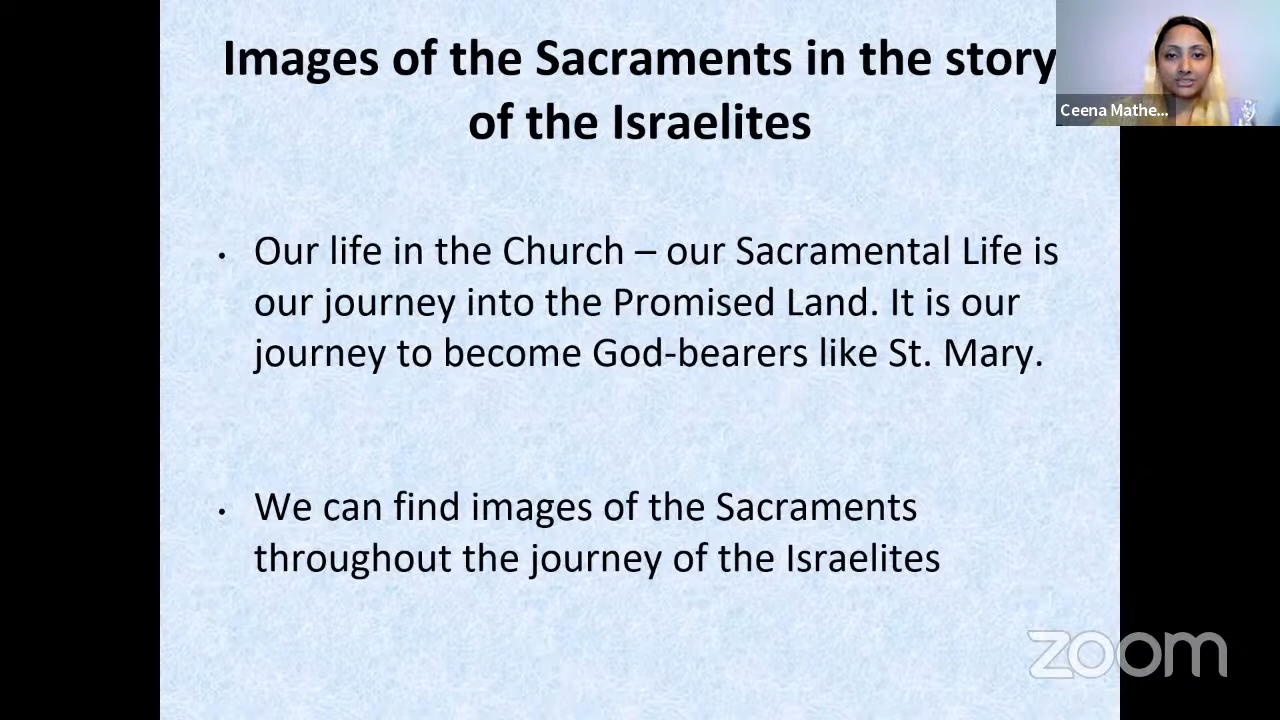 Images of the Sacraments in the story
of the Israelites
Ceena Mathe...
• Our life in the Church – our Sacramental Life is
our journey into the Promised Land. It is our
journey to become God-bearers like St. Mary.
• We can find images of the Sacraments
throughout the journey of the Israelites
zoom